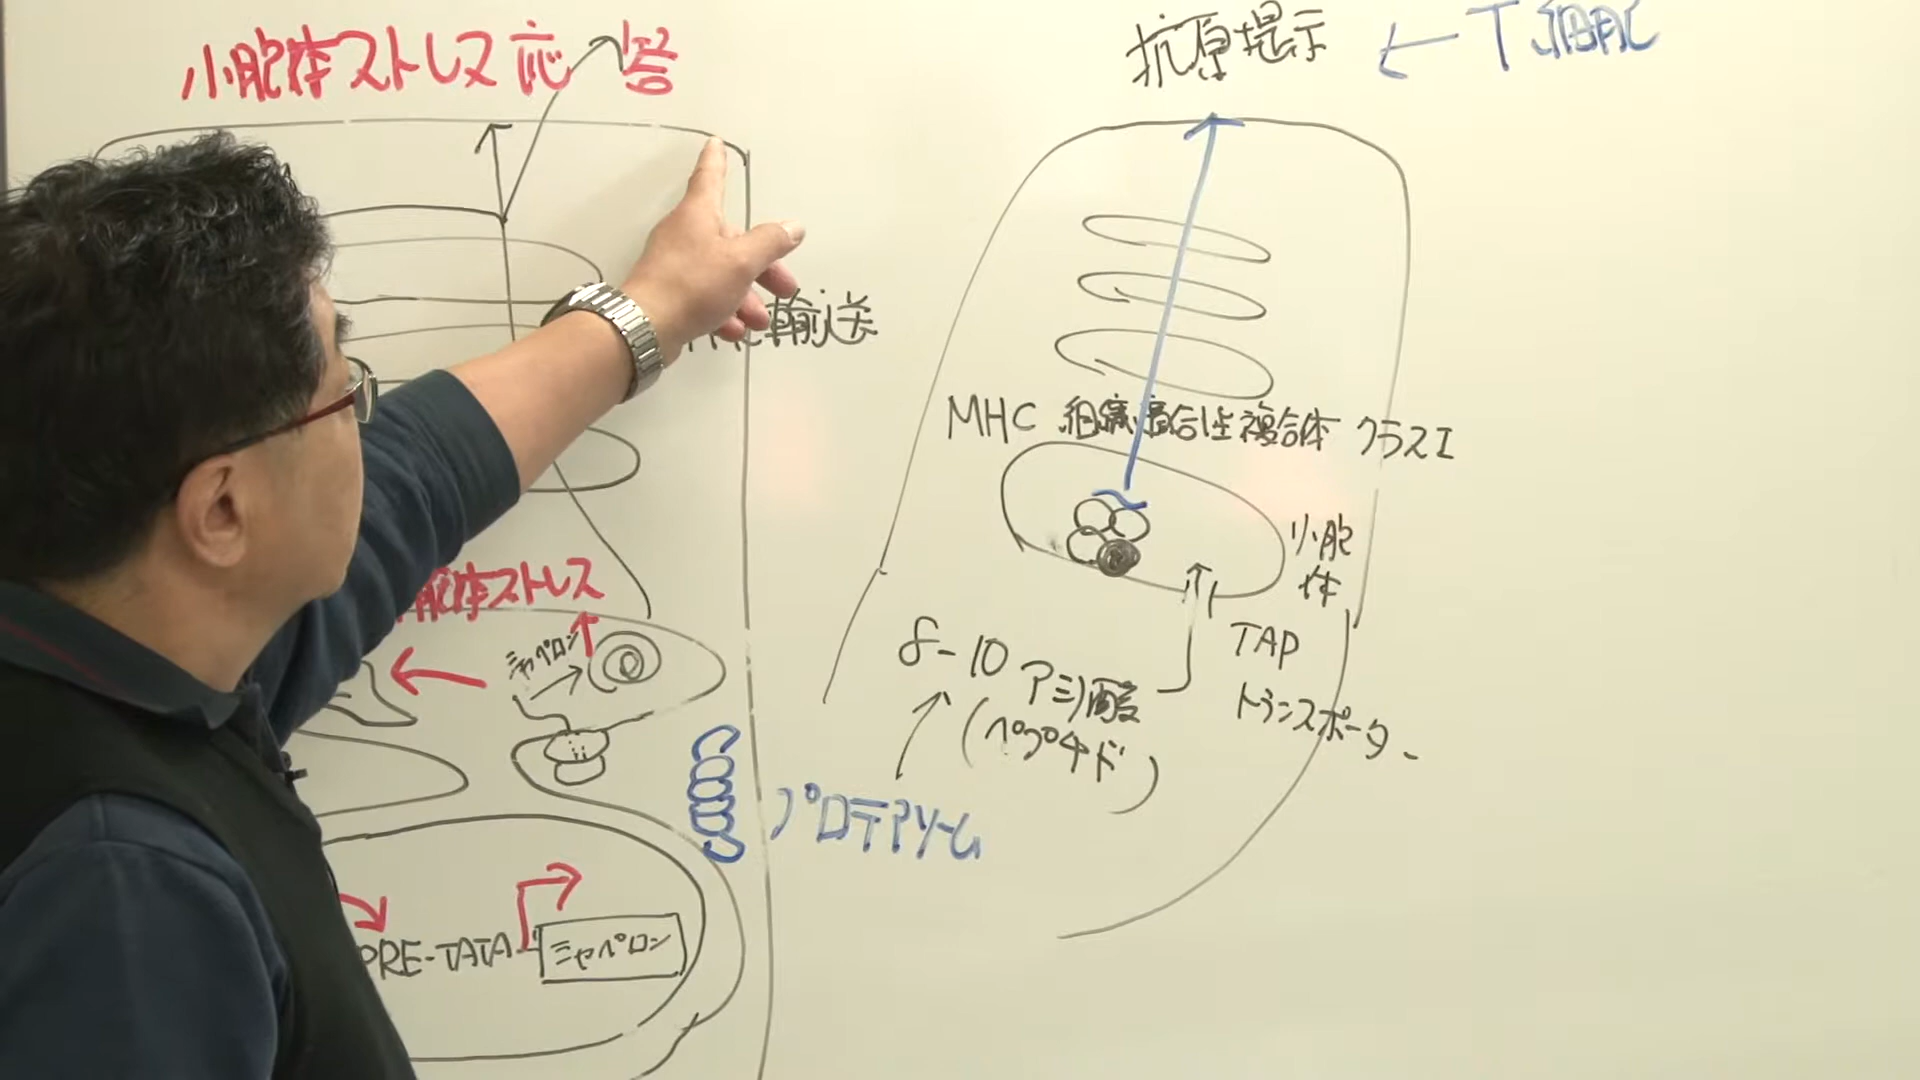 小胞体ストレス応答
輸送
胞体ストレス
シャペロン
PRE-TATA
シャペロン
プロテアソーム
抗原提示 ← T細胞
MHC 組織適合性複合体 クラスI
小胞
体
8-10 アミノ酸
(ペプチド)
TAP
トランスポーター